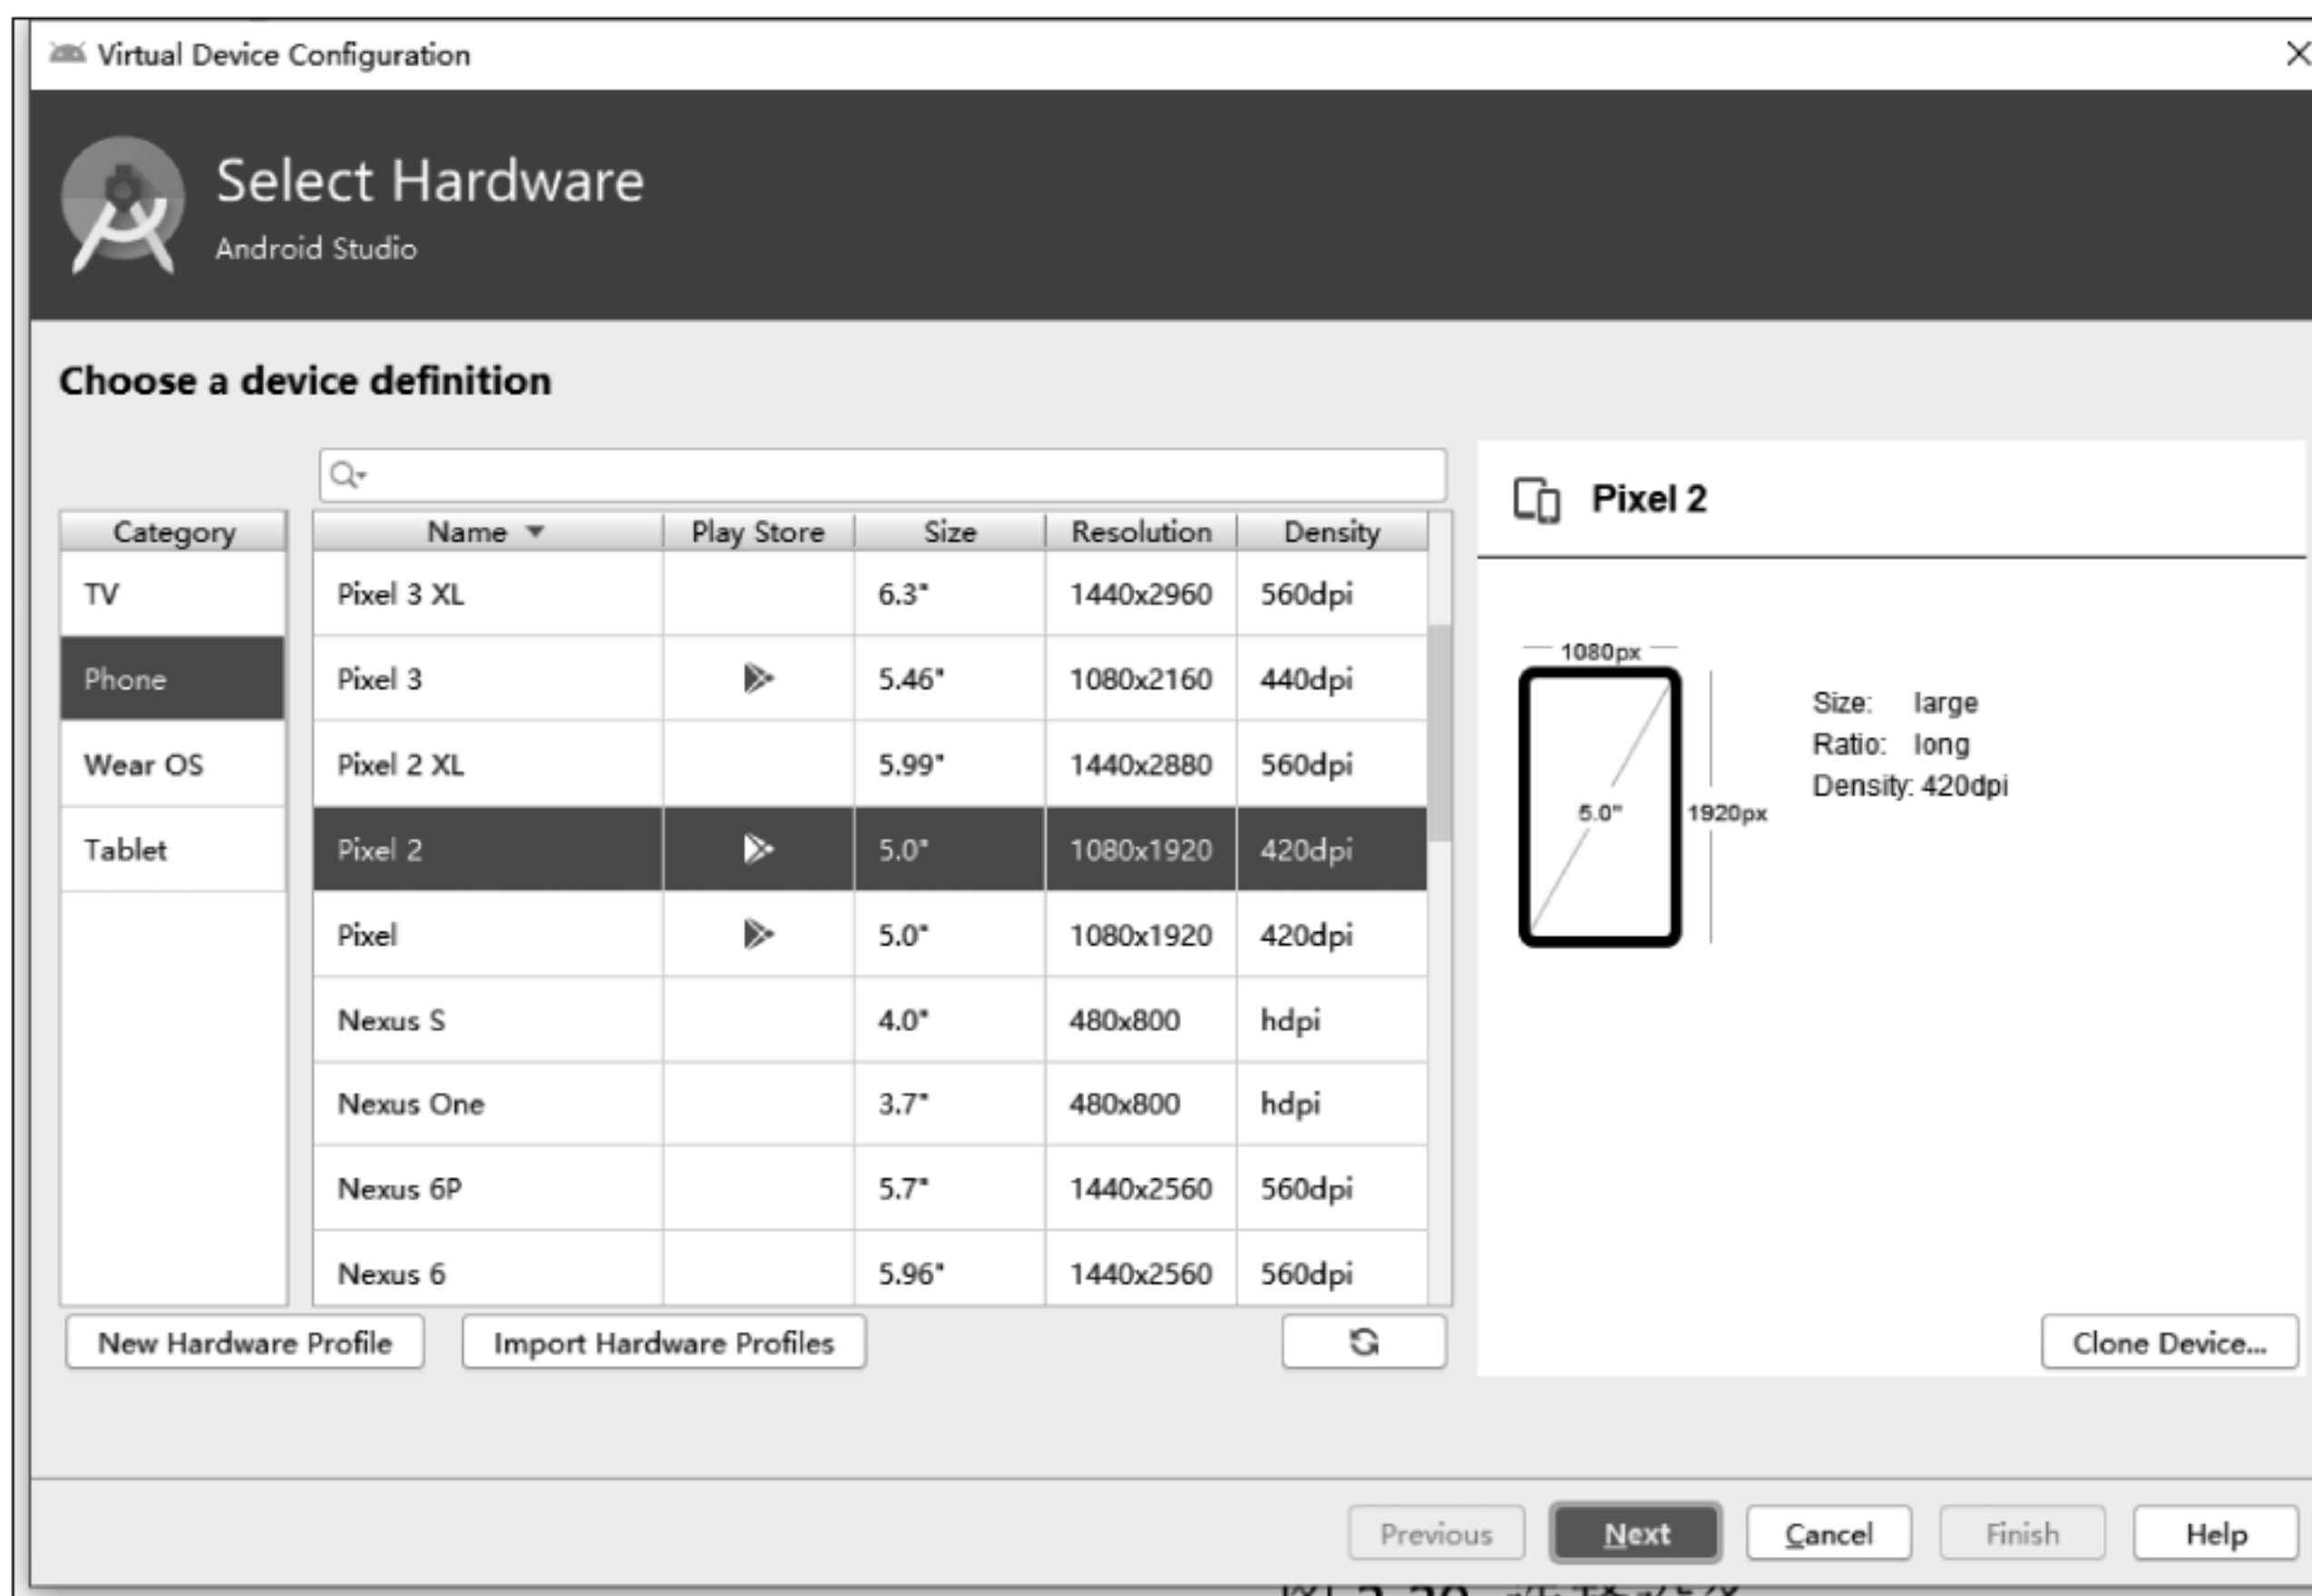 Virtual Device Configuration
Select Hardware
Android Studio
Choose a device definition
Category
TV
Phone
Wear OS
Tablet
Name Play Store Size Resolution Density
Pixel 3 XL 6.3" 1440x2960 560dpi
Pixel 3 5.46" 1080x2160 440dpi
Pixel 2 XL 5.99" 1440x2880 560dpi
Pixel 2 5.0" 1080x1920 420dpi
Pixel 5.0" 1080x1920 420dpi
Nexus S 4.0" 480x800 hdpi
Nexus One 3.7" 480x800 hdpi
Nexus 6P 5.7" 1440x2560 560dpi
Nexus 6 5.96" 1440x2560 560dpi
New Hardware Profile Import Hardware Profiles
Pixel 2
1080px
5.0"
1920px
Size: large
Ratio: long
Density: 420dpi
Clone Device...
Previous Next Cancel Finish Help